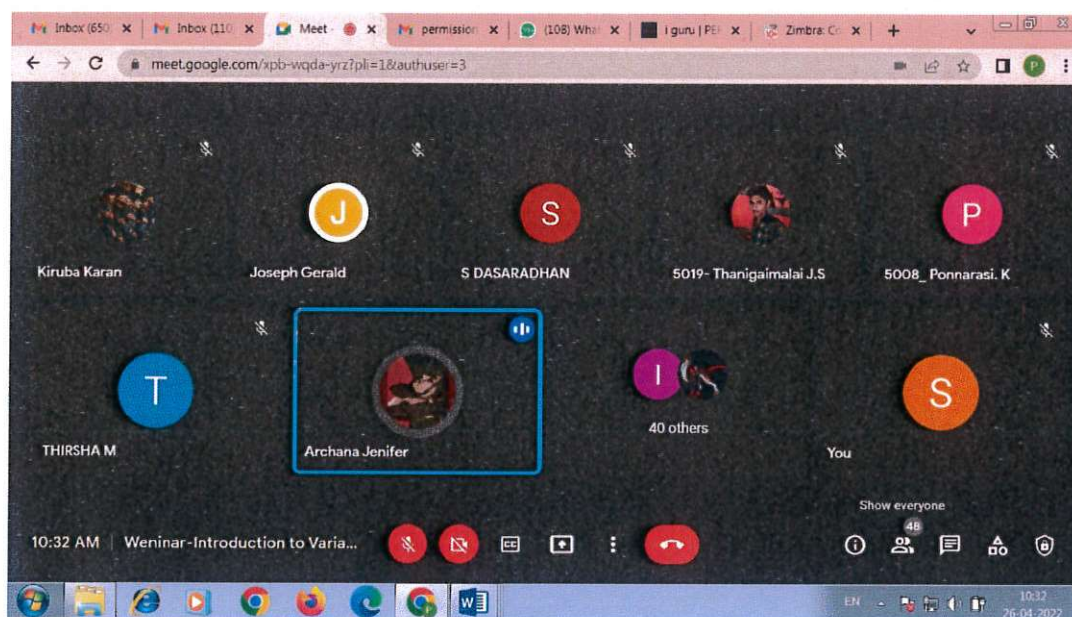 Inbox (650 Inbox (110 Meet - permission (108) What i guru | PEP Zimbra: Co
meet.google.com/xpb-wqda-yrz?pli=1&authuser=3 P
J S P
Kiruba Karan Joseph Gerald S DASARADHAN 5019- Thanigaimalai J.S 5008_ Ponnarasi. K
T I S
40 others
THIRSHA M Archana Jenifer You
Show everyone
48
10:32 AM | Weninar-Introduction to Varia... CC
EN 10:32
26-04-2022